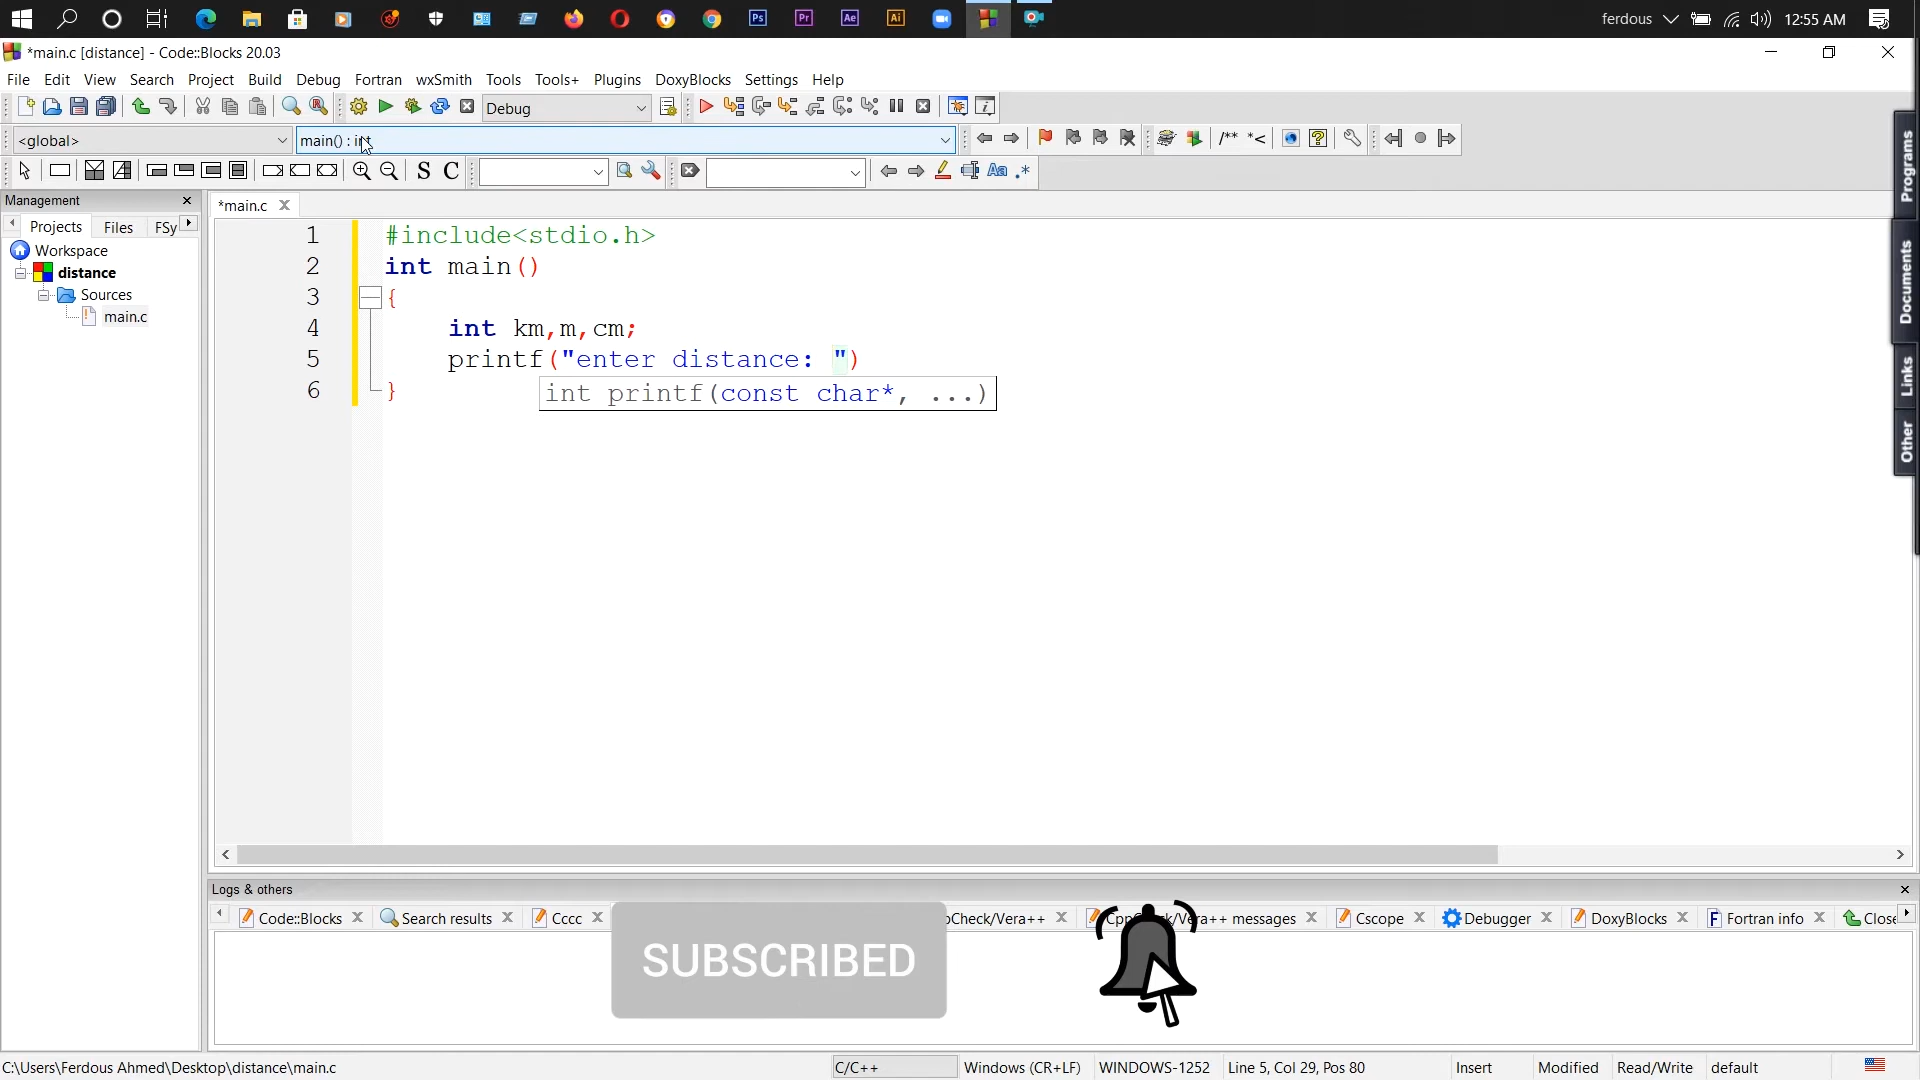 ferdous 12:55 AM
*main.c [distance] - Code::Blocks 20.03
File Edit View Search Project Build Debug Fortran wxSmith Tools Tools+ Plugins DoxyBlocks Settings Help
Debug
<global> main() : int
/** *<
S C Aa .*
Management
*main.c
Projects Files FSy
Workspace
distance
Sources
main.c
1 #include<stdio.h>
2 int main()
3 {
4 int km,m,cm;
5 printf("enter distance: ")
6 }
int printf(const char*, ...)
Programs
Documents
Links
Other
Logs & others
Code::Blocks Search results Cccc pCheck/Vera++ CppCheck/Vera++ messages Cscope Debugger DoxyBlocks Fortran info Close
SUBSCRIBED
C:\Users\Ferdous Ahmed\Desktop\distance\main.c C/C++ Windows (CR+LF) WINDOWS-1252 Line 5, Col 29, Pos 80 Insert Modified Read/Write default